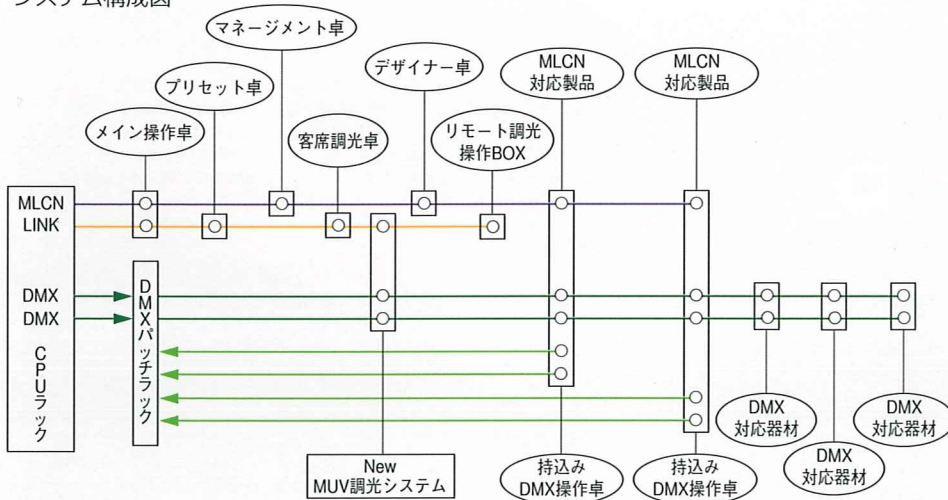 システム構成図
マネージメント卓
プリセット卓
メイン操作卓
客席調光卓
デザイナー卓
リモート調光
操作BOX
MLCN
対応製品
MLCN
対応製品
MLCN
LINK
DMX
DMX
CPUラック
DMXパッチラック
New
MUV調光システム
持込み
DMX操作卓
持込み
DMX操作卓
DMX
対応器材
DMX
対応器材
DMX
対応器材